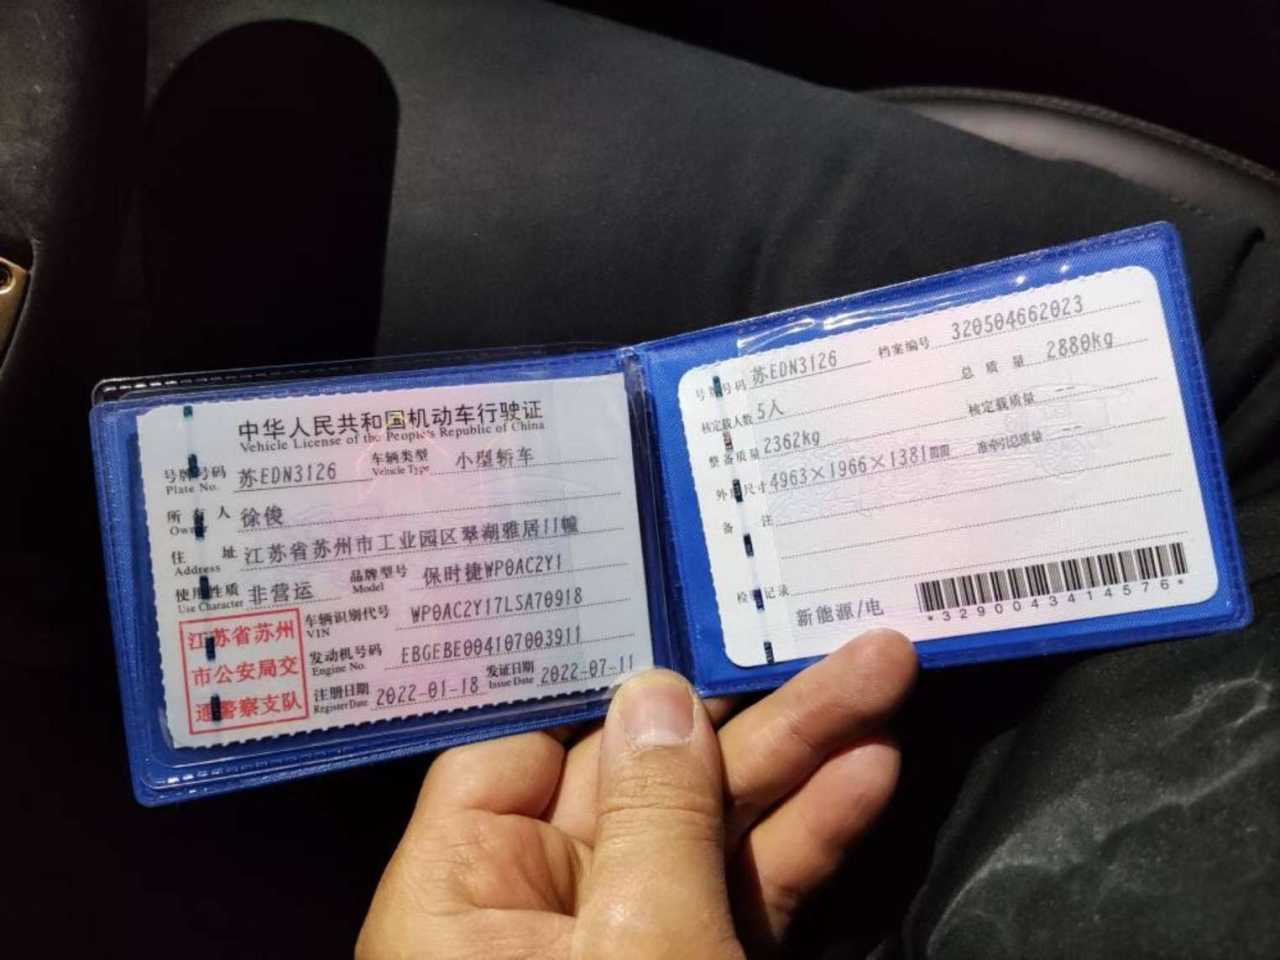 中华人民共和国机动车行驶证
Vehicle License of the People's Republic of China
号牌号码 苏EDN3126 车辆类型 小型轿车
Plate No. Vehicle Type
所有人 徐俊
Owner
住址 江苏省苏州市工业园区翠湖雅居11幢
Address
使用性质 非营运 品牌型号 保时捷WP0AC2Y1
Use Character Model
江苏省苏州
市公安局交
通警察支队
车辆识别代号 WP0AC2Y17LSA70918
VIN
发动机号码 EBGEBE004107003911
Engine No.
注册日期 2022-01-18 发证日期 2022-07-11
Register Date Issue Date
号牌号码 苏EDN3126 档案编号 320504662023
核定载人数 5人 总质量 2880kg
整备质量 2362kg 核定载质量 --
外廓尺寸 4963×1966×1381mm 准牵引总质量 --
备注
检验记录
新能源/电
*3290043414576*